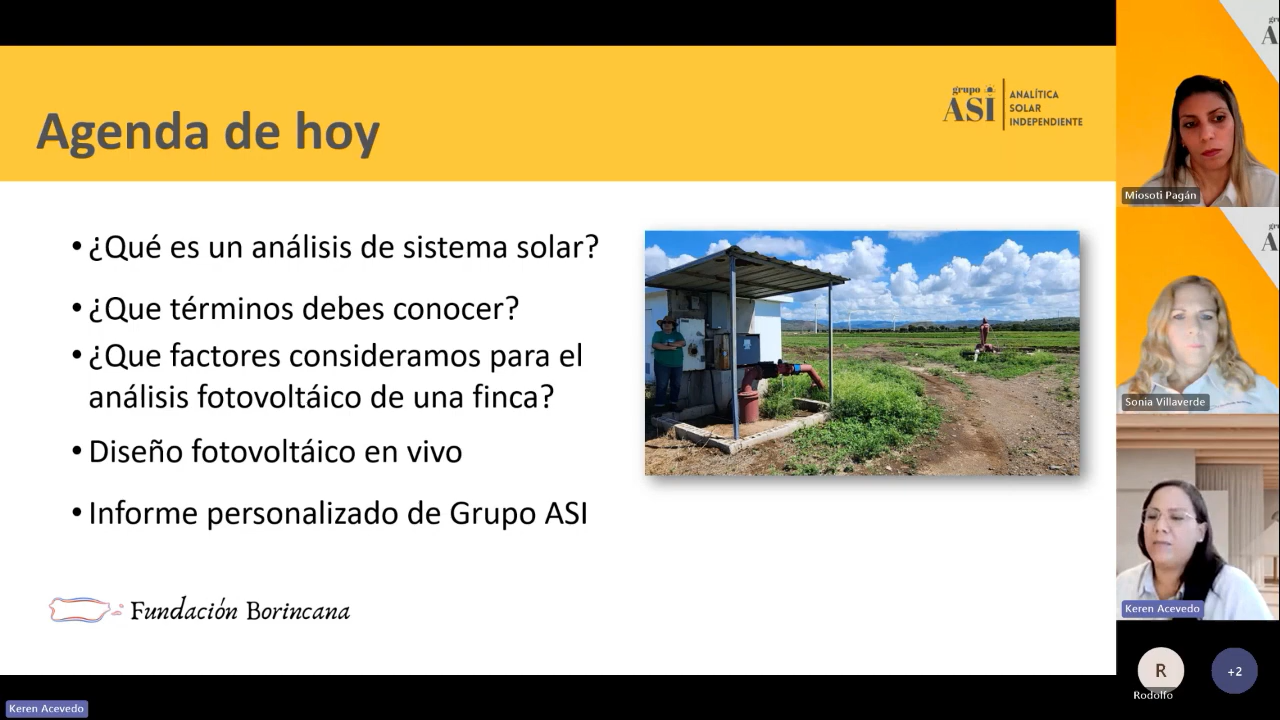 Agenda de hoy
grupo
ASI
ANALÍTICA
SOLAR
INDEPENDIENTE
• ¿Qué es un análisis de sistema solar?
• ¿Que términos debes conocer?
• ¿Que factores consideramos para el
análisis fotovoltáico de una finca?
• Diseño fotovoltáico en vivo
• Informe personalizado de Grupo ASI
Fundación Borincana
Keren Acevedo
gr
A
Miosoti Pagán
gr
A
Sonia Villaverde
Keren Acevedo
R
Rodolfo
+2